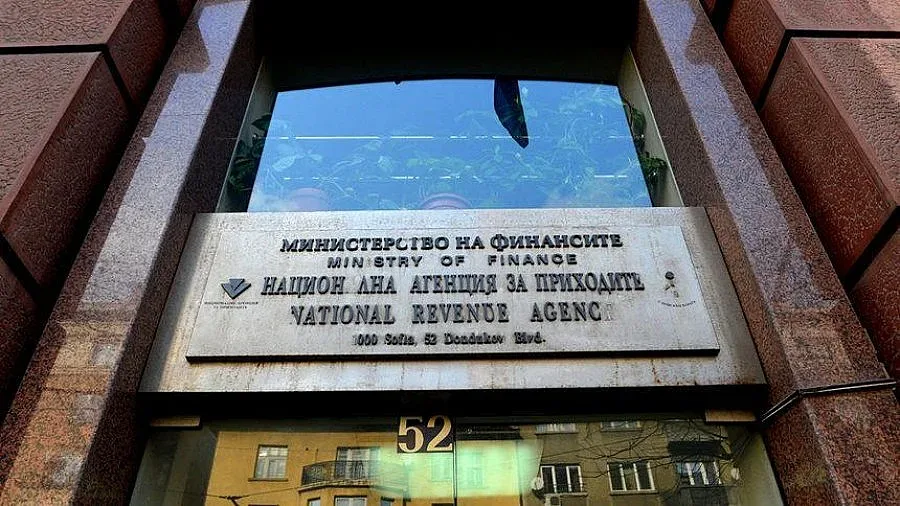 МИНИСТЕРСТВО НА ФИНАНСИТЕ
MINISTRY OF FINANCE
НАЦИОН ЛНА АГЕНЦИЯ ЗА ПРИХОДИТЕ
NATIONAL REVENUE AGENC
1000 Sofia, 52 Dondukov Blvd.
52